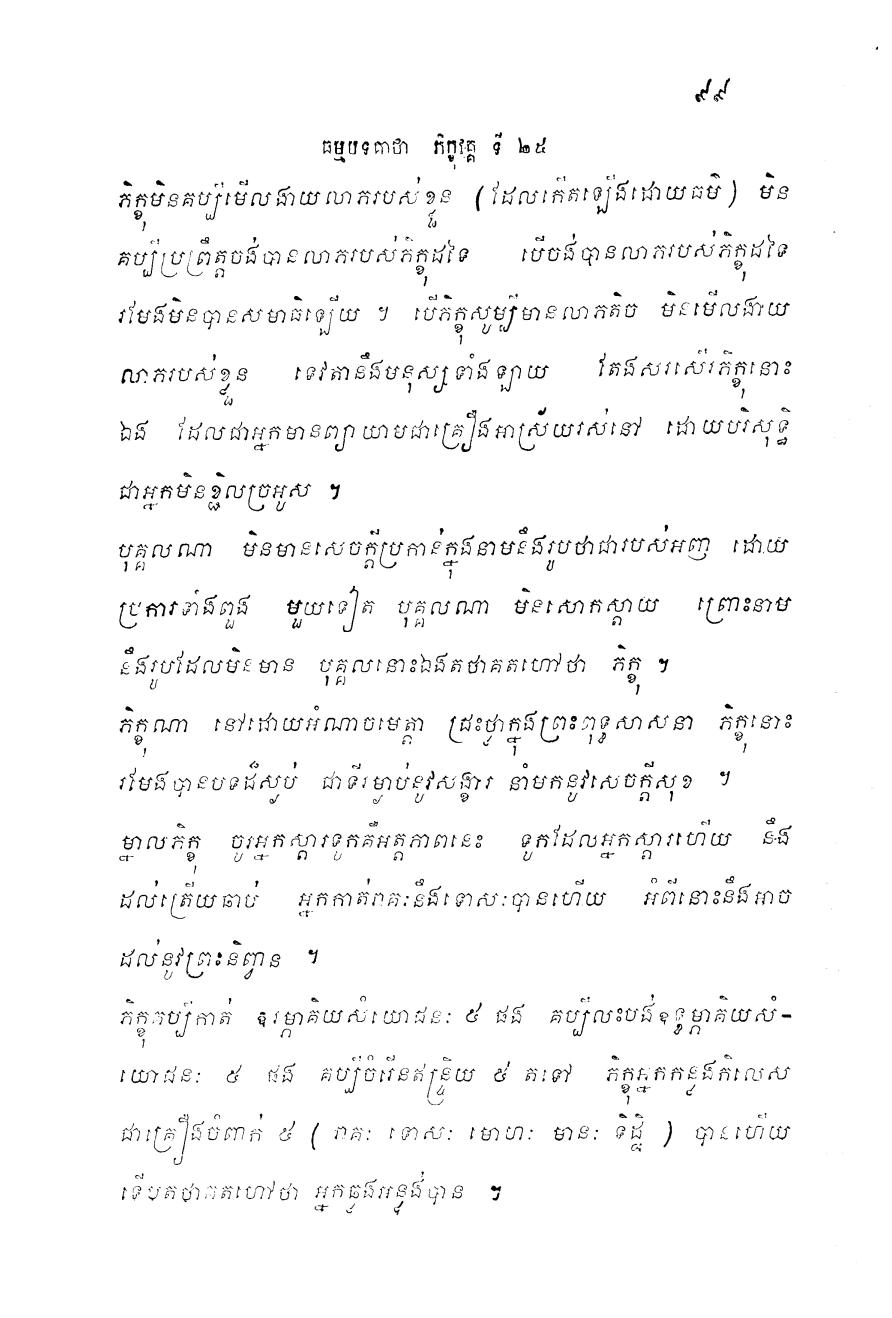 ៩៩
ធម្មបទគាថា ភិក្ខុវគ្គ ទី ២៥
ភិក្ខុមិនគប្បីមើលងាយលាភរបស់ខ្លួន (ដែលកើតឡើងដោយធម៌) មិន
គប្បីប្រព្រឹត្តចង់បានលាភរបស់ភិក្ខុដទៃ បើចង់បានលាភរបស់ភិក្ខុដទៃ
រមែងមិនបានសមាធិឡើយ ។ បើភិក្ខុសូម្បីមានលាភតិច មិនមើលងាយ
លាភរបស់ខ្លួន ទេវតានឹងមនុស្សទាំងឡាយ តែងសរសើរភិក្ខុនោះ
ឯង ដែលជាអ្នកមានព្យាយាមជាគ្រឿងអាស្រ័យរស់នៅ ដោយបរិសុទ្ធិ
ជាអ្នកមិនខ្ជិលច្រអូស ។
បុគ្គលណា មិនមានសេចក្តីប្រកាន់ក្នុងនាមនឹងរូបថាជារបស់អញ ដោយ
ប្រការទាំងពួង មួយទៀត បុគ្គលណា មិនសោកស្តាយ ព្រោះនាម
នឹងរូបដែលមិនមាន បុគ្គលនោះឯងតថាគតហៅថា ភិក្ខុ ។
ភិក្ខុណា នៅដោយអំណាចមេត្តា ជ្រះថ្លាក្នុងព្រះពុទ្ធសាសនា ភិក្ខុនោះ
រមែងបានបទដ៏ស្ងប់ ជាទីរម្ងាប់នូវសង្ខារ នាំមកនូវសេចក្តីសុខ ។
ម្នាលភិក្ខុ ចូរអ្នកស្តារទូកគឺអត្តភាពនេះ ទូកដែលអ្នកស្តារហើយ នឹង
ដល់ត្រើយឆាប់ អ្នកកាត់រាគៈនឹងទោសៈបានហើយ អំពីនោះនឹងអាច
ដល់នូវព្រះនិព្វាន ។
ភិក្ខុគប្បីកាត់ ឧរម្ភាគិយសំយោជនៈ ៥ ផង គប្បីលះបង់ឧទ្ធម្ភាគិយសំ-
យោជនៈ ៥ ផង គប្បីចំរើនឥន្ទ្រិយ ៥ តទៅ ភិក្ខុអ្នកកន្លងកិលេស
ជាគ្រឿងចំពាក់ ៥ ( រាគៈ ទោសៈ មោហៈ មានៈ ទិដ្ឋិ ) បានហើយ
ទើបតថាគតហៅថា អ្នកឆ្លងអន្លង់បាន ។